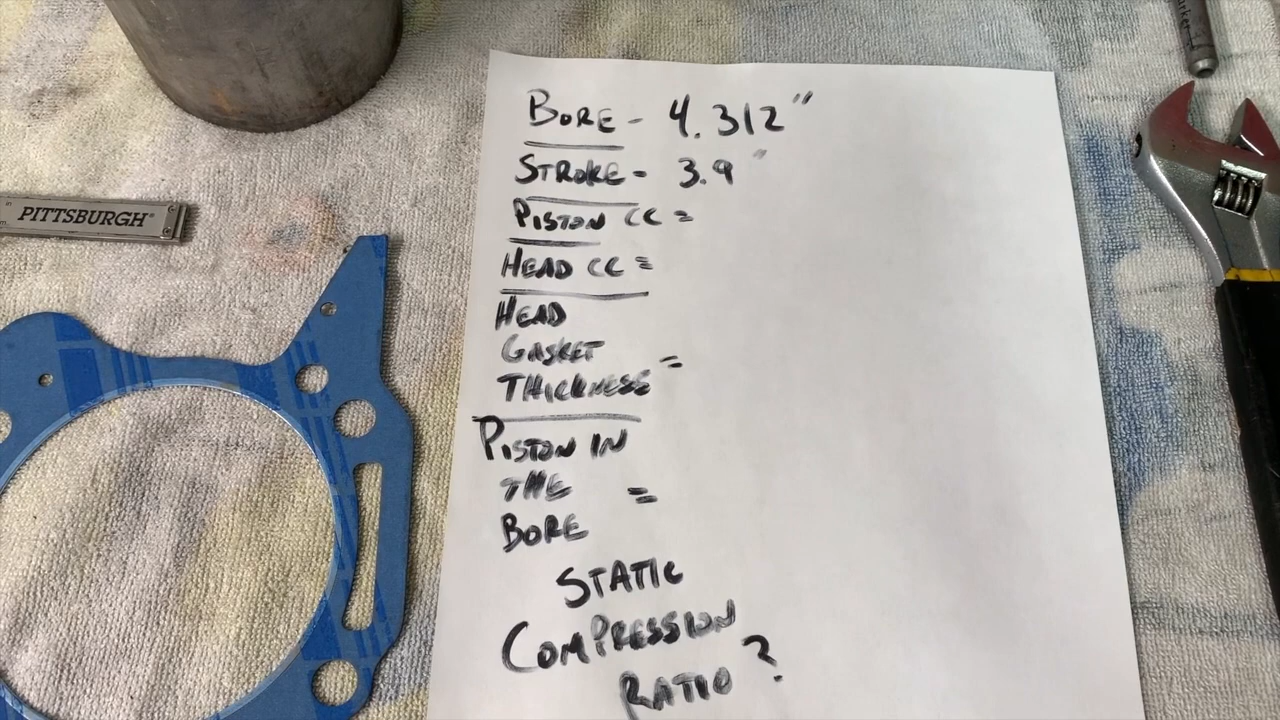 BORE - 4.312"
STROKE - 3.9"
PISTON CC =
HEAD CC =
HEAD
GASKET =
THICKNESS
PISTON IN
THE =
BORE
STATIC
COMPRESSION
RATIO?
in
PITTSBURGH®
m